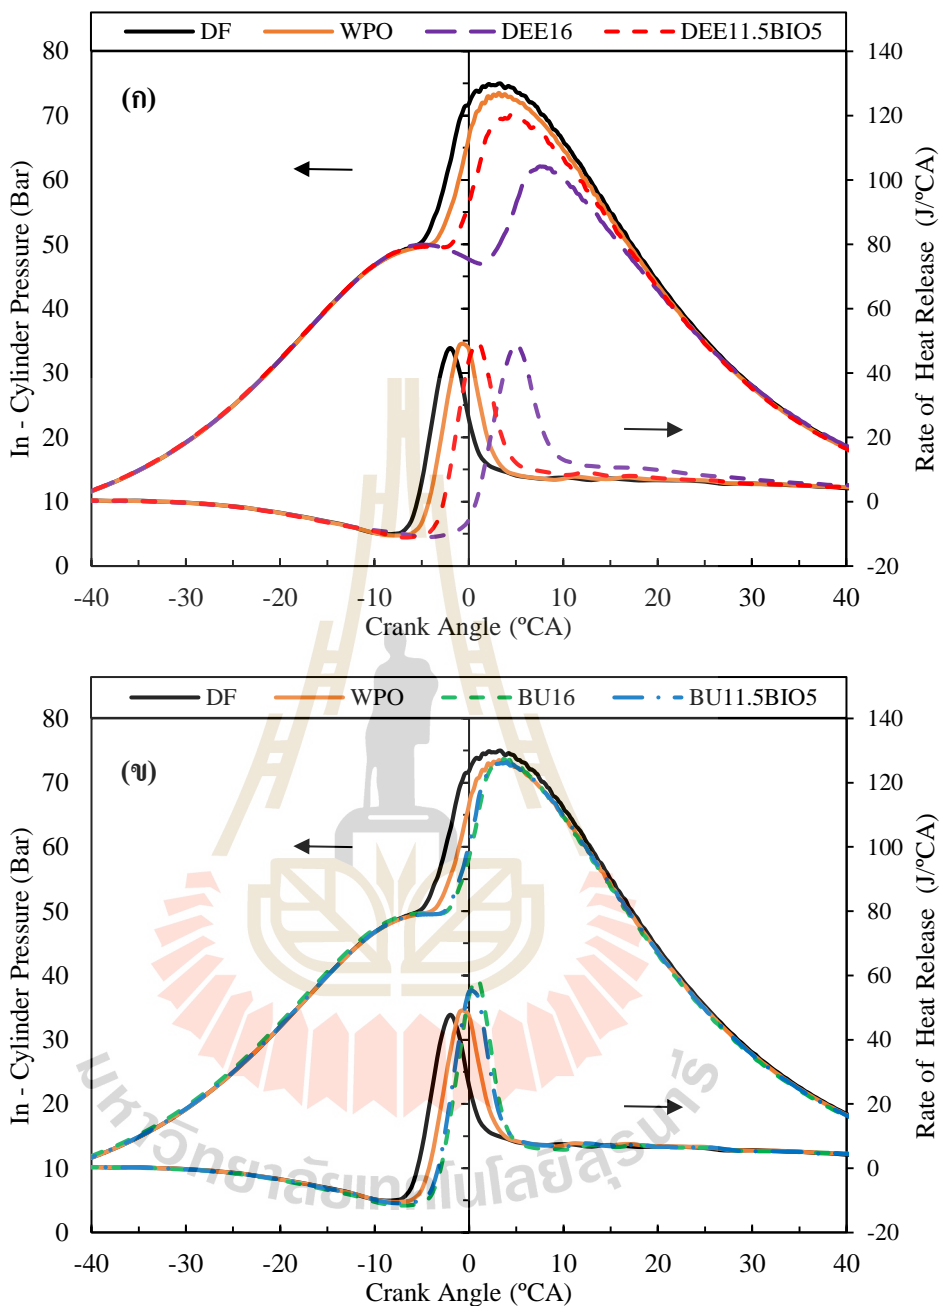 DF WPO DEE16 DEE11.5BIO5
(ก)
In - Cylinder Pressure (Bar)
80
70
60
50
40
30
20
10
0
140
120
100
80
60
40
20
0
-20
Rate of Heat Release (J/°CA)
-40 -30 -20 -10 0 10 20 30 40
Crank Angle (°CA)
DF WPO BU16 BU11.5BIO5
(ข)
In - Cylinder Pressure (Bar)
80
70
60
50
40
30
20
10
0
140
120
100
80
60
40
20
0
-20
Rate of Heat Release (J/°CA)
มหาวิทยาลัยเทคโนโลยีสุรนารี
-40 -30 -20 -10 0 10 20 30 40
Crank Angle (°CA)